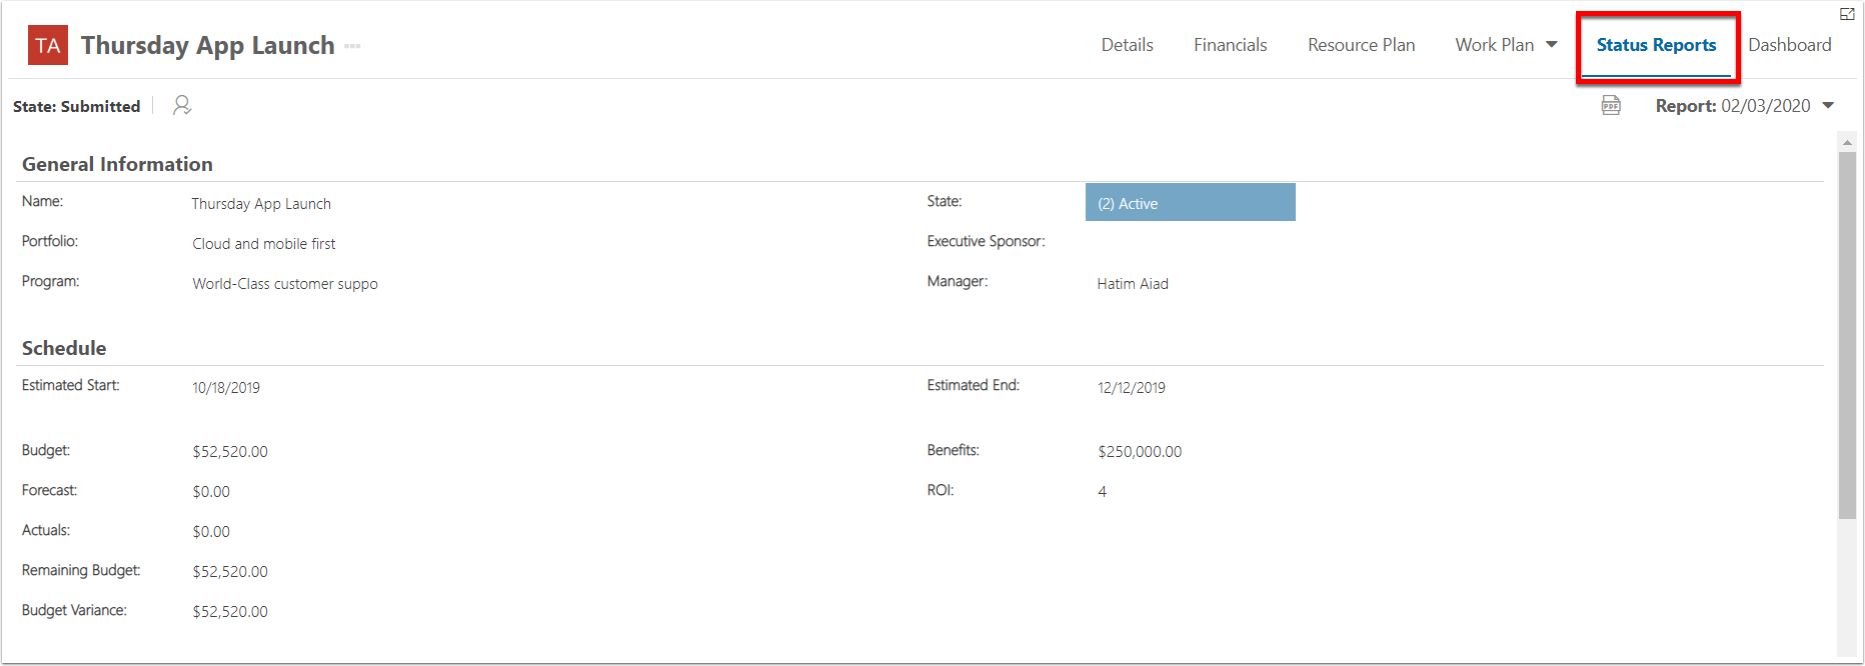 TA Thursday App Launch Details Financials Resource Plan Work Plan Status Reports Dashboard
State: Submitted PDF Report: 02/03/2020
General Information
Name: Thursday App Launch State: (2) Active
Portfolio: Cloud and mobile first Executive Sponsor:
Program: World-Class customer suppo Manager: Hatim Aiad
Schedule
Estimated Start: 10/18/2019 Estimated End: 12/12/2019
Budget: $52,520.00 Benefits: $250,000.00
Forecast: $0.00 ROI: 4
Actuals: $0.00
Remaining Budget: $52,520.00
Budget Variance: $52,520.00